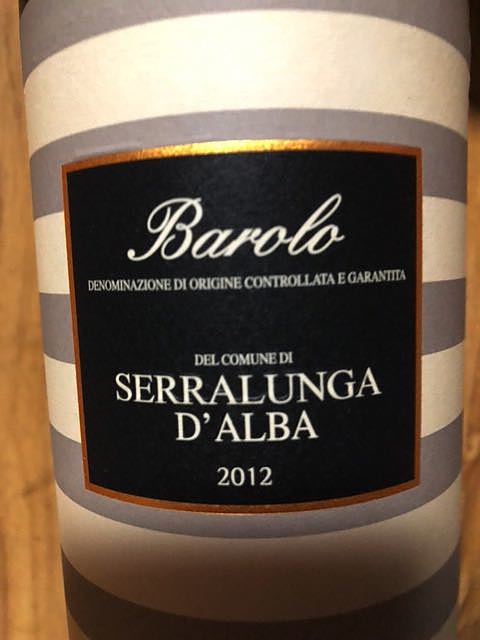 Barolo
DENOMINAZIONE DI ORIGINE CONTROLLATA E GARANTITA
DEL COMUNE DI
SERRALUNGA
D'ALBA
2012